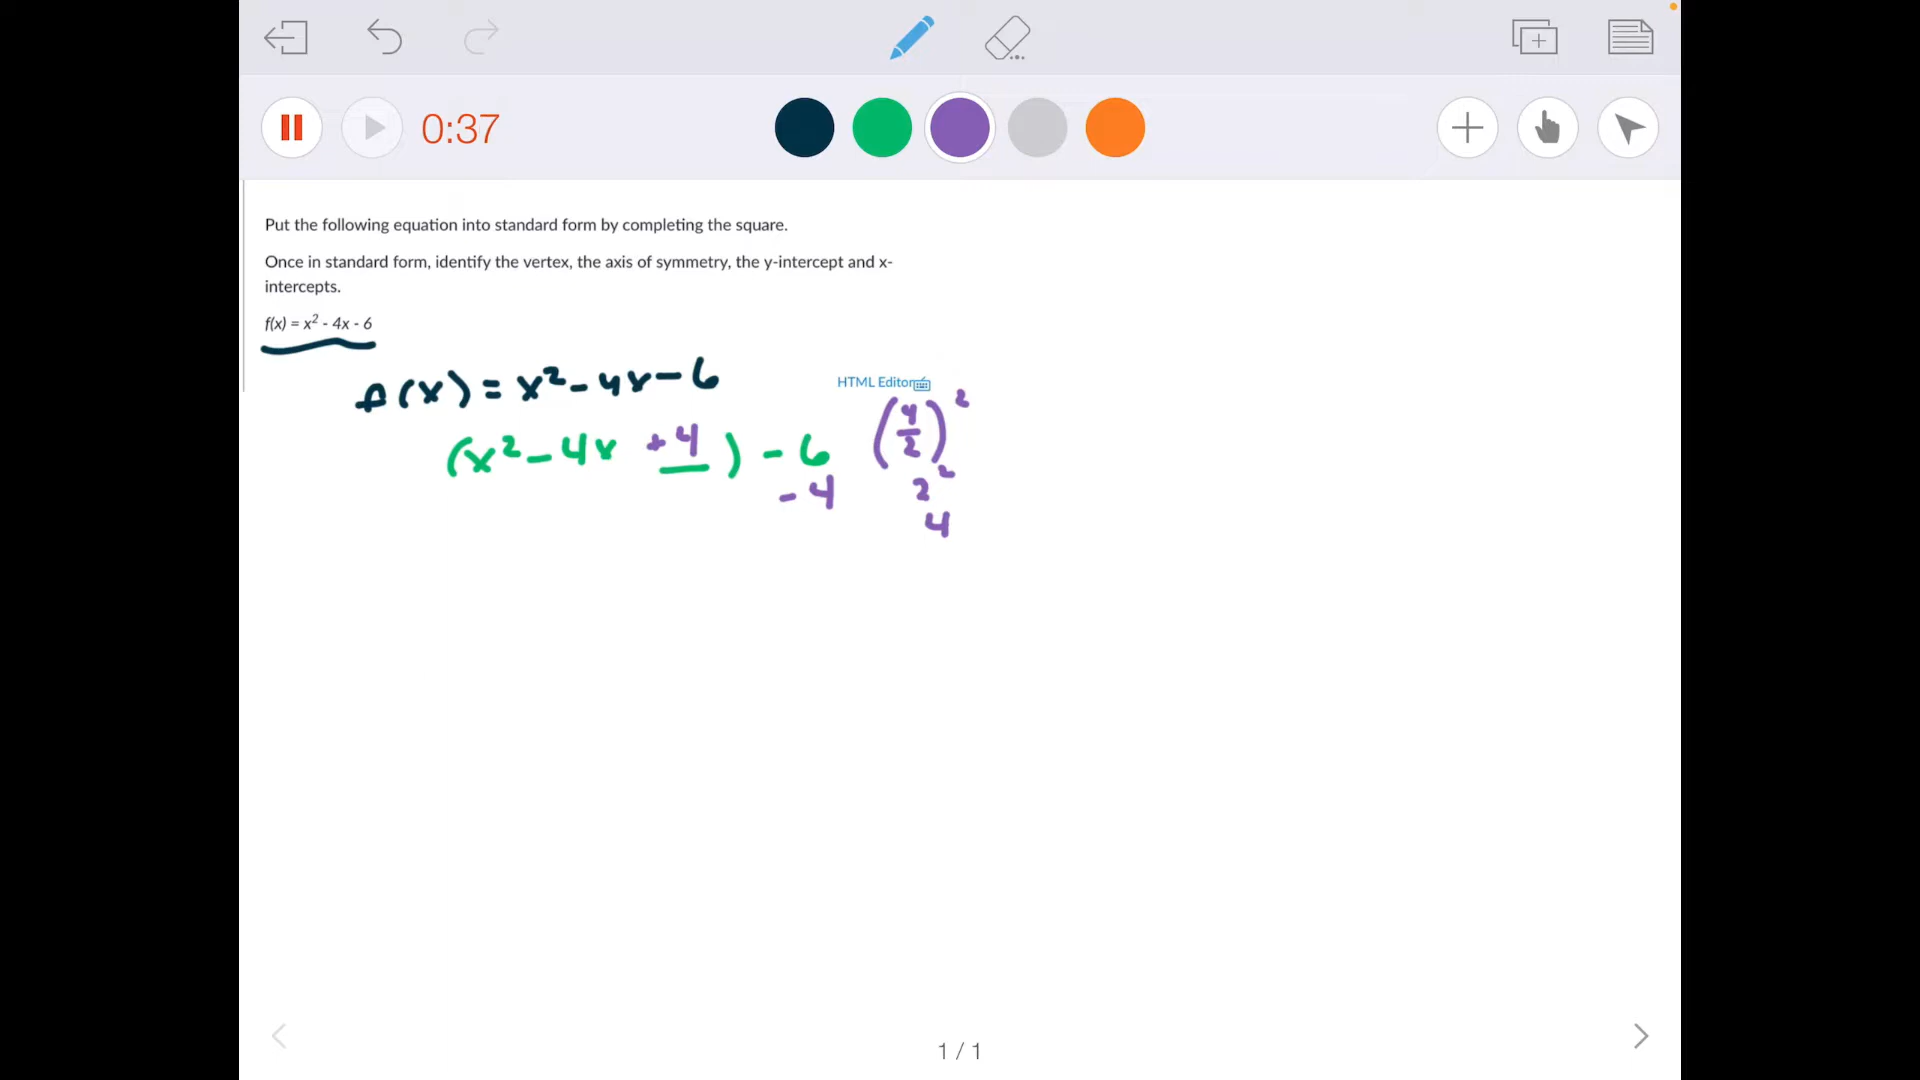 0:37
Put the following equation into standard form by completing the square.
Once in standard form, identify the vertex, the axis of symmetry, the y-intercept and x-
intercepts.
f(x) = x² - 4x - 6
f(x) = x² - 4x - 6
HTML Editor
(x² - 4x + 4) - 6
- 4
(4/2)²
2²
4
1 / 1